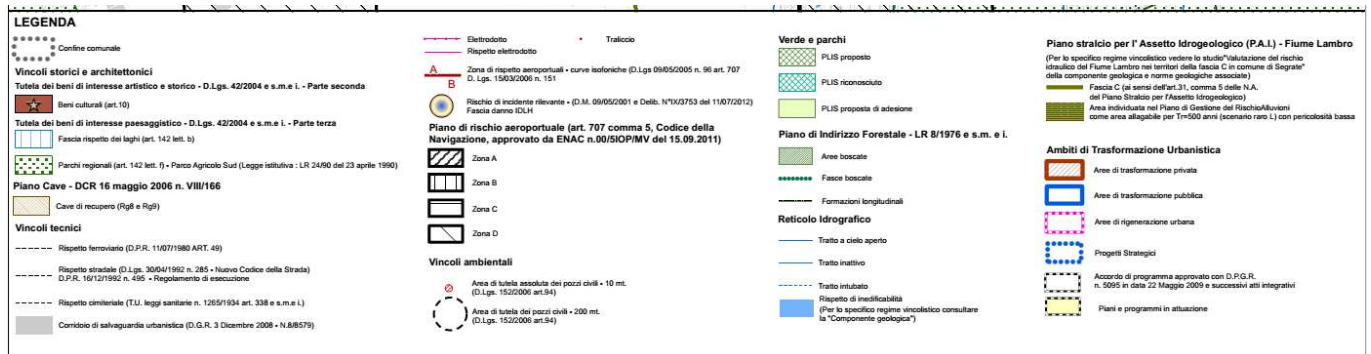 LEGENDA
Confine comunale
Vincoli storici e architettonici
Tutela dei beni di interesse artistico e storico - D.Lgs. 42/2004 e s.m.e i. - Parte seconda
Beni culturali (art.10)
Tutela dei beni di interesse paesaggistico - D.Lgs. 42/2004 e s.m.e i. - Parte terza
Fascia rispetto dei laghi (art. 142 lett. b)
Parchi regionali (art. 142 lett. f) - Parco Agricolo Sud (Legge istitutiva : LR 24/90 del 23 aprile 1990)
Piano Cave - DCR 16 maggio 2006 n. VIII/166
Cave di recupero (Rg8 e Rg9)
Vincoli tecnici
Rispetto ferroviario (D.P.R. 11/07/1980 ART. 49)
Rispetto stradale (D.Lgs. 30/04/1992 n. 285 - Nuovo Codice della Strada)
D.P.R. 16/12/1992 n. 495 - Regolamento di esecuzione
Rispetto cimiteriale (T.U. leggi sanitarie n. 1265/1934 art. 338 e s.m.e i.)
Corridoio di salvaguardia urbanistica (D.G.R. 3 Dicembre 2008 - N.8/8579)
Elettrodotto
Traliccio
Rispetto elettrodotto
A
B
Zona di rispetto aeroportuali - curve isofoniche (D.Lgs 09/05/2005 n. 96 art. 707
D. Lgs. 15/03/2006 n. 151
Rischio di incidente rilevante - (D.M. 09/05/2001 e Delib. N°IX/3753 del 11/07/2012)
Fascia danno IDLH
Piano di rischio aeroportuale (art. 707 comma 5, Codice della
Navigazione, approvato da ENAC n.00/5IOP/MV del 15.09.2011)
Zona A
Zona B
Zona C
Zona D
Vincoli ambientali
Area di tutela assoluta dei pozzi civili - 10 mt.
(D.Lgs. 152/2006 art.94)
Area di tutela dei pozzi civili - 200 mt.
(D.Lgs. 152/2006 art.94)
Verde e parchi
PLIS proposto
PLIS riconosciuto
PLIS proposta di adesione
Piano di Indirizzo Forestale - LR 8/1976 e s.m. e i.
Aree boscate
Fasce boscate
Formazioni longitudinali
Reticolo Idrografico
Tratto a cielo aperto
Tratto inattivo
Tratto intubato
Rispetto di inedificabilità
(Per lo specifico regime vincolistico consultare
la "Componente geologica")
Piano stralcio per l' Assetto Idrogeologico (P.A.I.) - Fiume Lambro
(Per lo specifico regime vincolistico vedere lo studio"Valutazione del rischio
idraulico del Fiume Lambro nei territori della fascia C in comune di Segrate"
della componente geologica e norme geologiche associate)
Fascia C (ai sensi dell'art.31, comma 5 delle N.A.
del Piano Stralcio per l'Assetto Idrogeologico)
Area individuata nel Piano di Gestione del RischioAlluvioni
come area allagabile per Tr=500 anni (scenario raro L) con pericolosità bassa
Ambiti di Trasformazione Urbanistica
Aree di trasformazione privata
Aree di trasformazione pubblica
Aree di rigenerazione urbana
Progetti Strategici
Accordo di programma approvato con D.P.G.R.
n. 5095 in data 22 Maggio 2009 e successivi atti integrativi
Piani e programmi in attuazione